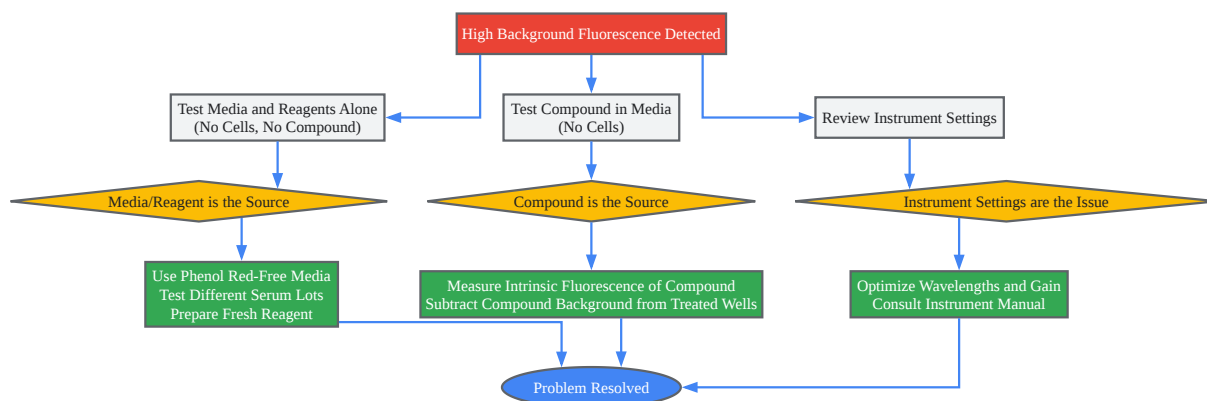 High Background Fluorescence Detected
Test Media and Reagents Alone
(No Cells, No Compound)
Test Compound in Media
(No Cells)
Review Instrument Settings
Media/Reagent is the Source
Compound is the Source
Instrument Settings are the Issue
Use Phenol Red-Free Media
Test Different Serum Lots
Prepare Fresh Reagent
Measure Intrinsic Fluorescence of Compound
Subtract Compound Background from Treated Wells
Optimize Wavelengths and Gain
Consult Instrument Manual
Problem Resolved